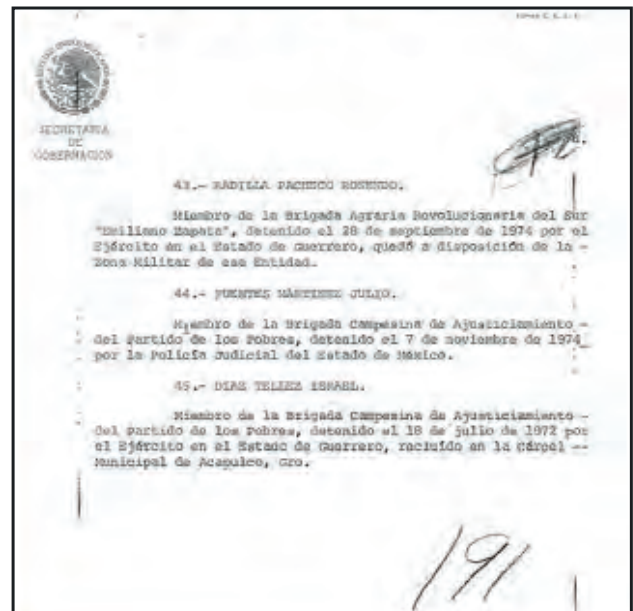 SECRETARIA
DE
GOBERNACION
43.- RADILLA PACHECO ROSENDO.
Miembro de la Brigada Agraria Revolucionaria del Sur
"Emiliano Zapata", detenido el 28 de septiembre de 1974 por el
Ejército en el Estado de Guerrero, quedó a disposición de la -
Zona Militar de esa Entidad.
44.- FUENTES MARTINEZ JULIO.
Miembro de la Brigada Campesina de Ajusticiamiento -
del Partido de los Pobres, detenido el 7 de noviembre de 1974
por la Policía Judicial del Estado de México.
45.- DIAZ TELLEZ ISRAEL.
Miembro de la Brigada Campesina de Ajusticiamiento -
del Partido de los Pobres, detenido el 18 de julio de 1972 por
el Ejército en el Estado de Guerrero, recluído en la Cárcel --
Municipal de Acapulco, Gro.
191